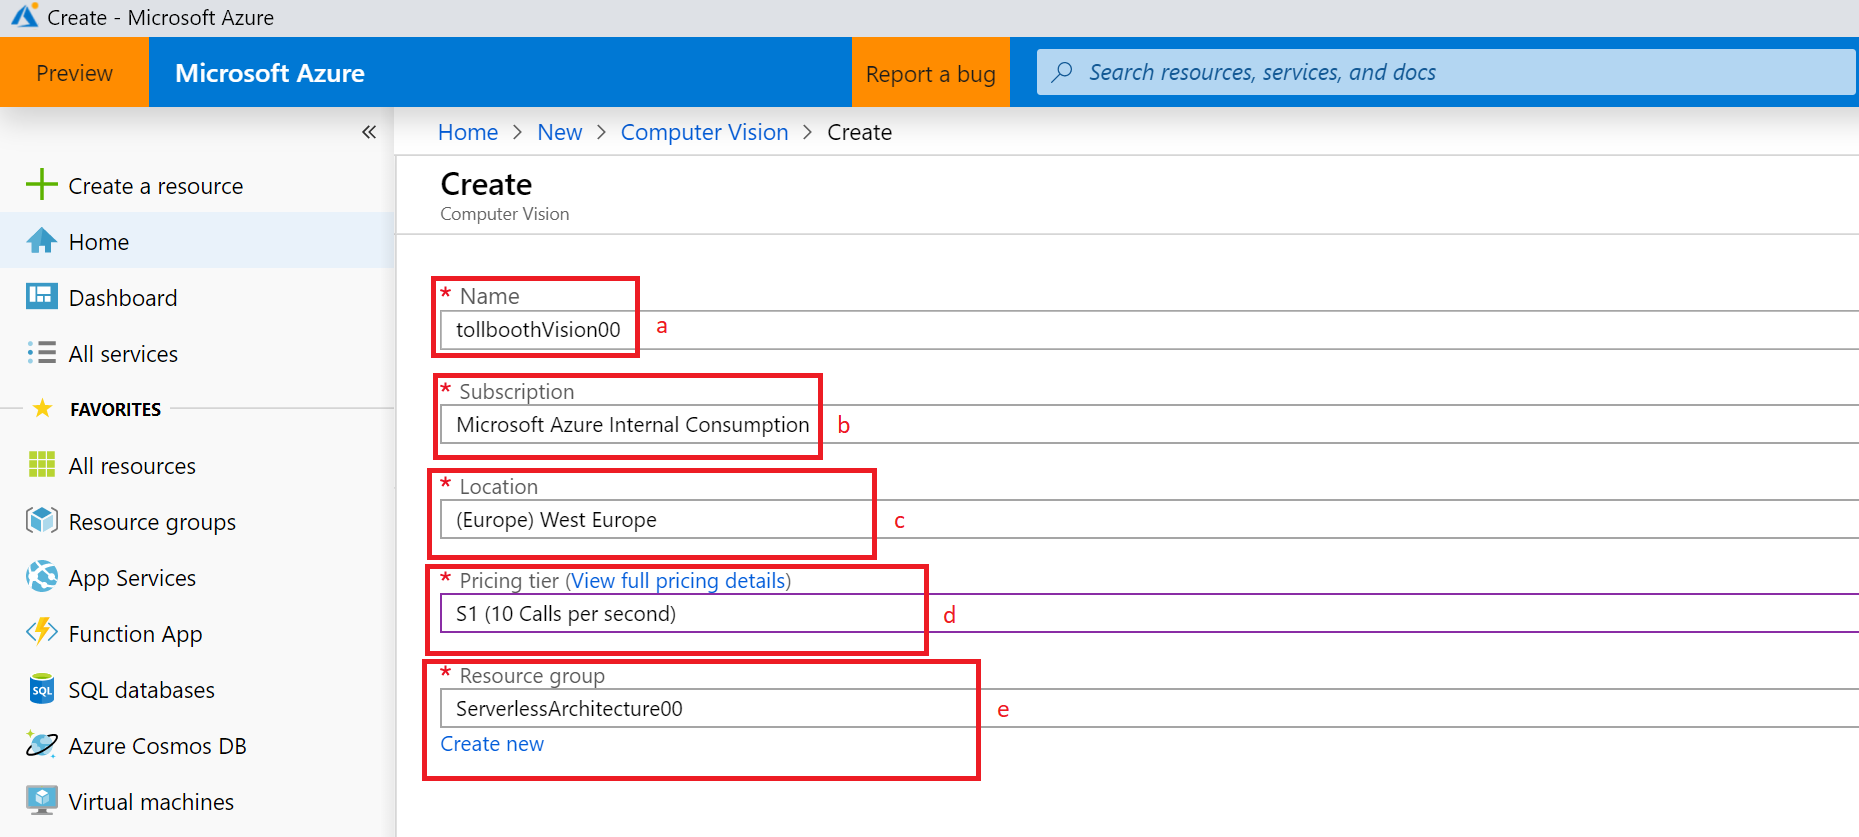 Create - Microsoft Azure
Preview
Microsoft Azure
Report a bug
Search resources, services, and docs
«
Create a resource
Home
Dashboard
All services
FAVORITES
All resources
Resource groups
App Services
Function App
SQL databases
Azure Cosmos DB
Virtual machines
Home > New > Computer Vision > Create
Create
Computer Vision
* Name
tollboothVision00 a
* Subscription
Microsoft Azure Internal Consumption b
* Location
(Europe) West Europe c
* Pricing tier (View full pricing details)
S1 (10 Calls per second) d
* Resource group
ServerlessArchitecture00 e
Create new
SQL